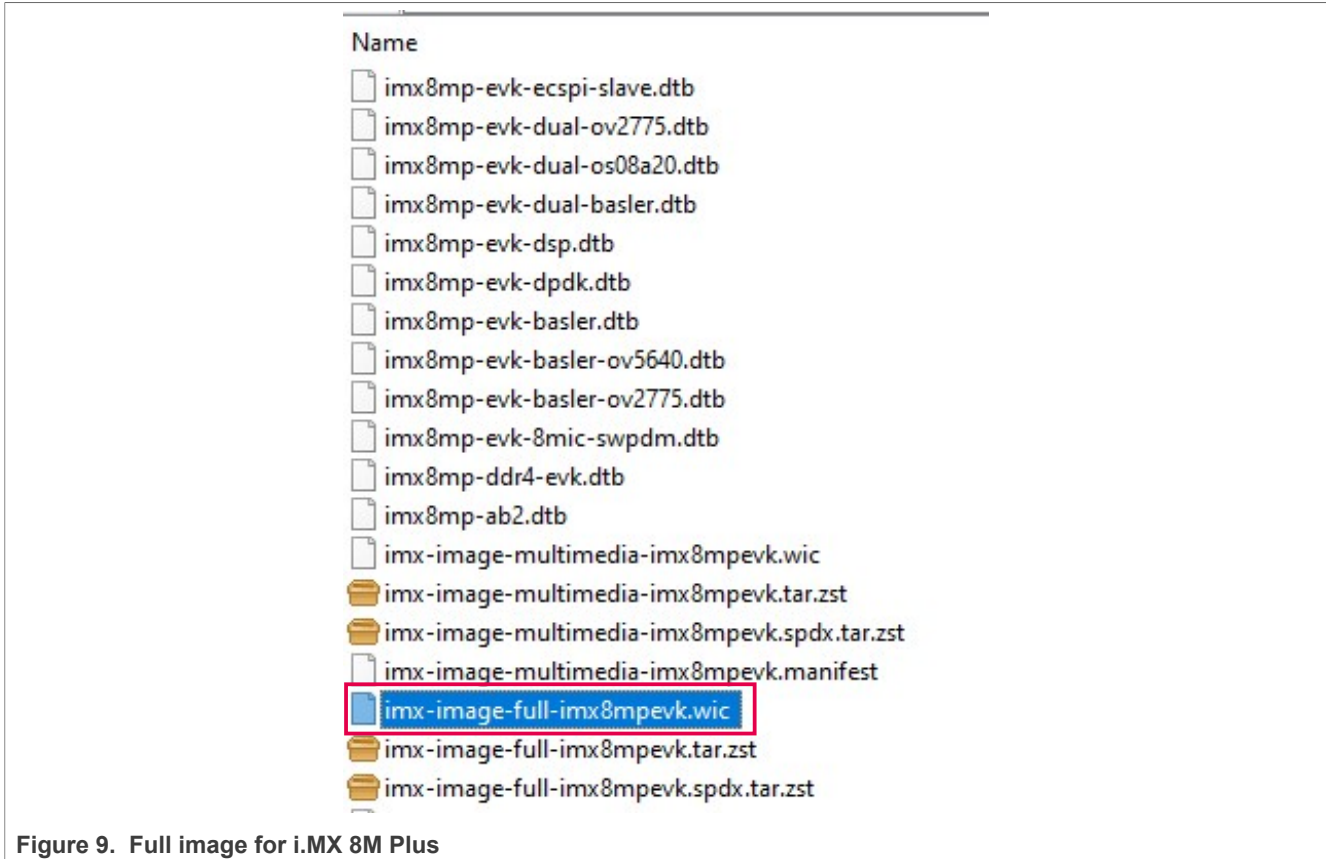 Name
imx8mp-evk-ecspi-slave.dtb
imx8mp-evk-dual-ov2775.dtb
imx8mp-evk-dual-os08a20.dtb
imx8mp-evk-dual-basler.dtb
imx8mp-evk-dsp.dtb
imx8mp-evk-dpdk.dtb
imx8mp-evk-basler.dtb
imx8mp-evk-basler-ov5640.dtb
imx8mp-evk-basler-ov2775.dtb
imx8mp-evk-8mic-swpdm.dtb
imx8mp-ddr4-evk.dtb
imx8mp-ab2.dtb
imx-image-multimedia-imx8mpevk.wic
imx-image-multimedia-imx8mpevk.tar.zst
imx-image-multimedia-imx8mpevk.spdx.tar.zst
imx-image-multimedia-imx8mpevk.manifest
imx-image-full-imx8mpevk.wic
imx-image-full-imx8mpevk.tar.zst
imx-image-full-imx8mpevk.spdx.tar.zst
Figure 9. Full image for i.MX 8M Plus